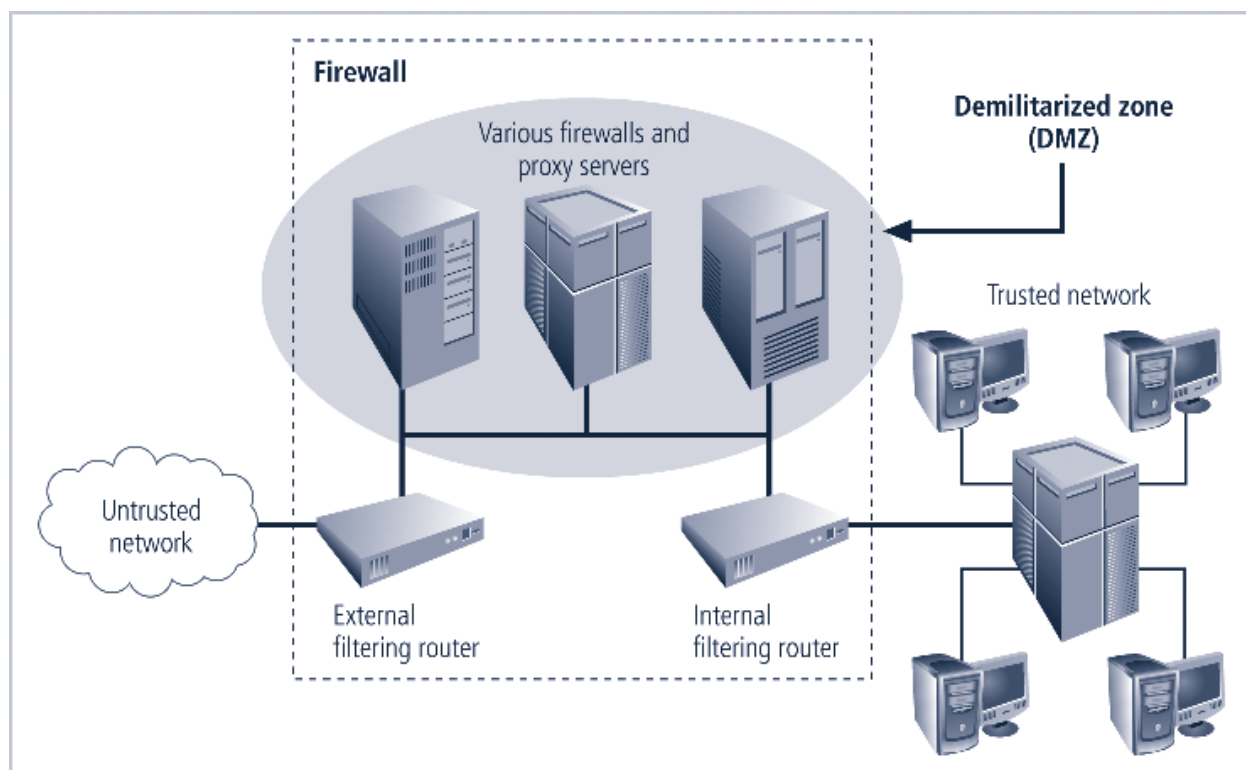 Firewall
Various firewalls and
proxy servers
Demilitarized zone
(DMZ)
Trusted network
Untrusted
network
External
filtering router
Internal
filtering router